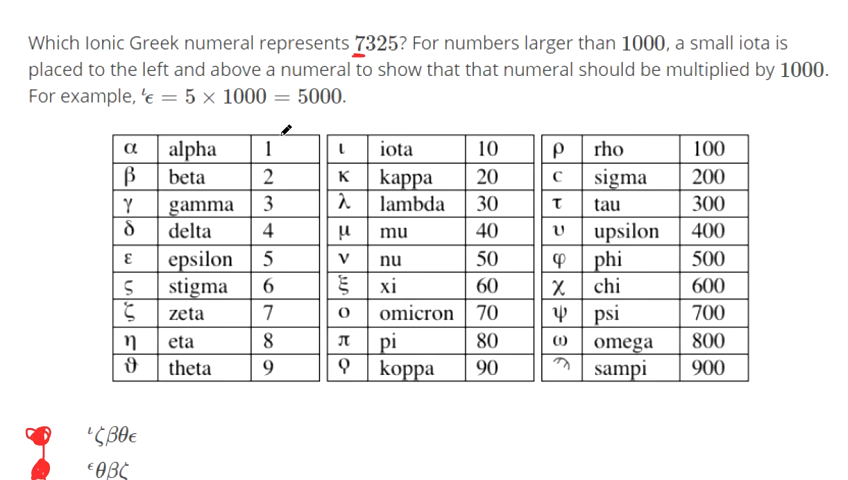 Which Ionic Greek numeral represents 7325? For numbers larger than 1000, a small iota is
placed to the left and above a numeral to show that that numeral should be multiplied by 1000.
For example, ᶥϵ = 5 × 1000 = 5000.
α alpha 1 ι iota 10 ρ rho 100
β beta 2 κ kappa 20 c sigma 200
γ gamma 3 λ lambda 30 τ tau 300
δ delta 4 μ mu 40 υ upsilon 400
ε epsilon 5 ν nu 50 φ phi 500
ς stigma 6 ξ xi 60 χ chi 600
ζ zeta 7 ο omicron 70 ψ psi 700
η eta 8 π pi 80 ω omega 800
ϑ theta 9 ϙ koppa 90 ϡ sampi 900
ᶥζβθϵ
ᵋθβζ